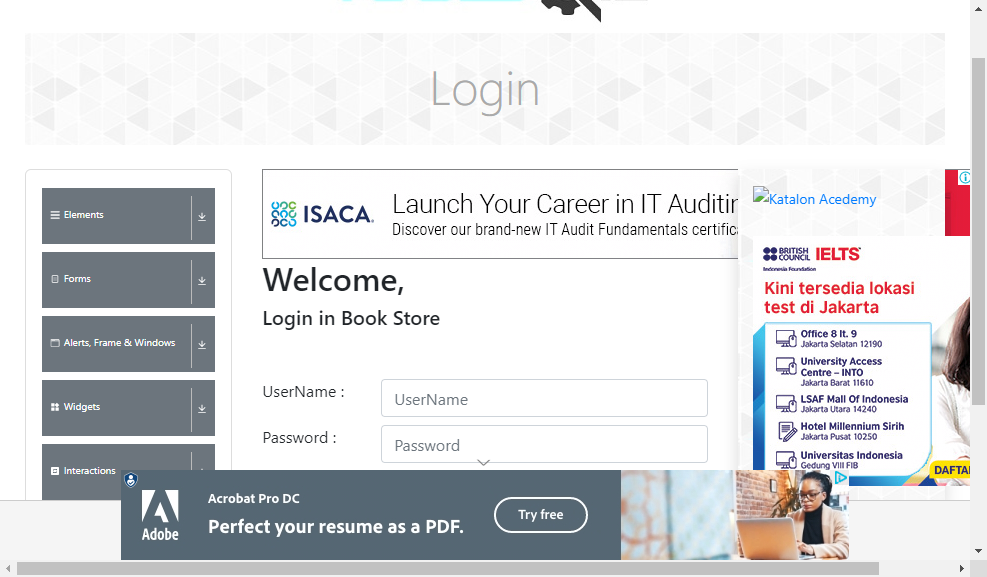 Login
Elements
Forms
Alerts, Frame & Windows
Widgets
Interactions
ISACA.
Launch Your Career in IT Auditin
Discover our brand-new IT Audit Fundamentals certifica
Welcome,
Login in Book Store
UserName :
UserName
Password :
Password
Katalon Acedemy
BRITISH COUNCIL IELTS
Indonesia Foundation
Kini tersedia lokasi
test di Jakarta
Office 8 lt. 9
Jakarta Selatan 12190
University Access
Centre – INTO
Jakarta Barat 11610
LSAF Mall Of Indonesia
Jakarta Utara 14240
Hotel Millennium Sirih
Jakarta Pusat 10250
Universitas Indonesia
Gedung VIII FIB
DAFTA
Adobe
Acrobat Pro DC
Perfect your resume as a PDF.
Try free